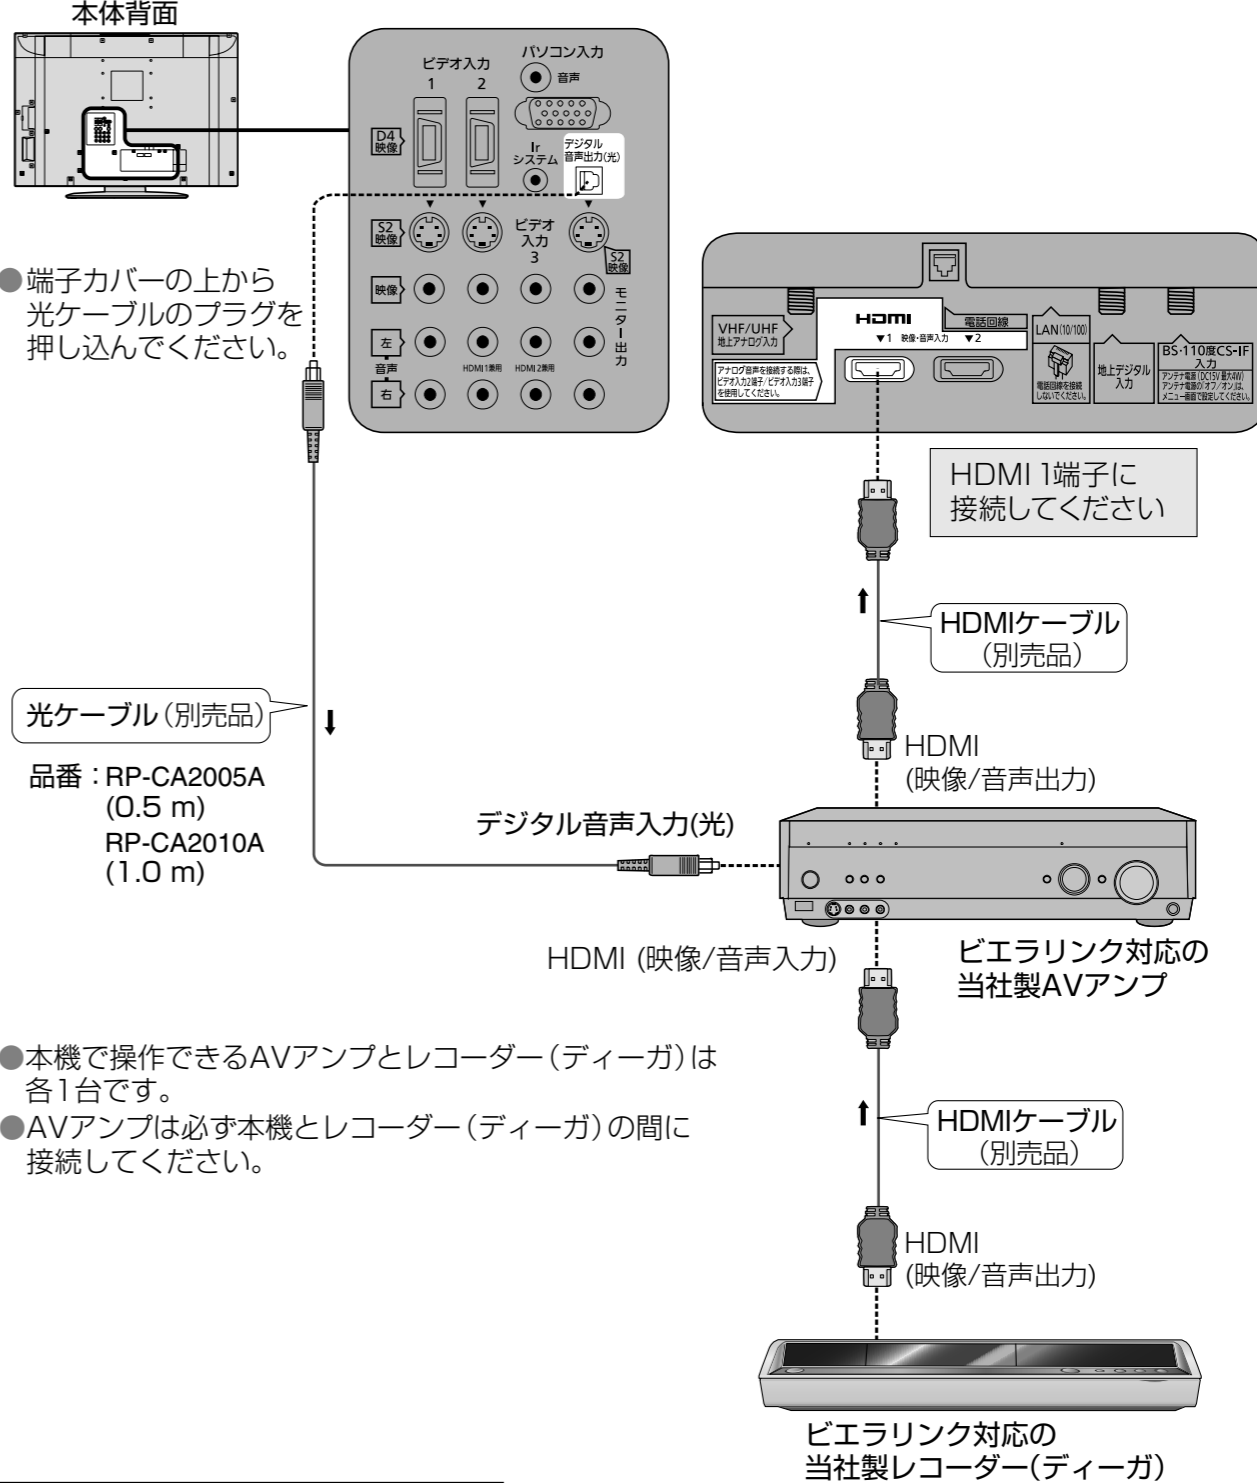 本体背面
ビデオ入力
1
2
パソコン入力
音声
D4
映像
Ir
システム
デジタル
音声出力(光)
S2
映像
ビデオ
入力
3
S2
映像
映像
モニター出力
左
音声
右
HDMI 1兼用
HDMI 2兼用
●端子カバーの上から
光ケーブルのプラグを
押し込んでください。
VHF/UHF
地上アナログ入力
アナログ音声を接続する際は、
ビデオ入力2端子/ビデオ入力3端子
を使用してください。
HDMI
▼1 映像・音声入力 ▼2
電話回線
LAN(10/100)
電話回線を接続
しないでください。
地上デジタル
入力
BS・110度CS-IF
入力
アンテナ電源(DC15V 最大4W)
アンテナ電源の「オフ/オン」は、
メニュー画面で設定してください。
HDMI 1端子に
接続してください
HDMIケーブル
(別売品)
光ケーブル(別売品)
品番:RP-CA2005A
(0.5 m)
RP-CA2010A
(1.0 m)
HDMI
(映像/音声出力)
デジタル音声入力(光)
HDMI (映像/音声入力)
ビエラリンク対応の
当社製AVアンプ
●本機で操作できるAVアンプとレコーダー(ディーガ)は
各1台です。
●AVアンプは必ず本機とレコーダー(ディーガ)の間に
接続してください。
HDMIケーブル
(別売品)
HDMI
(映像/音声出力)
ビエラリンク対応の
当社製レコーダー(ディーガ)